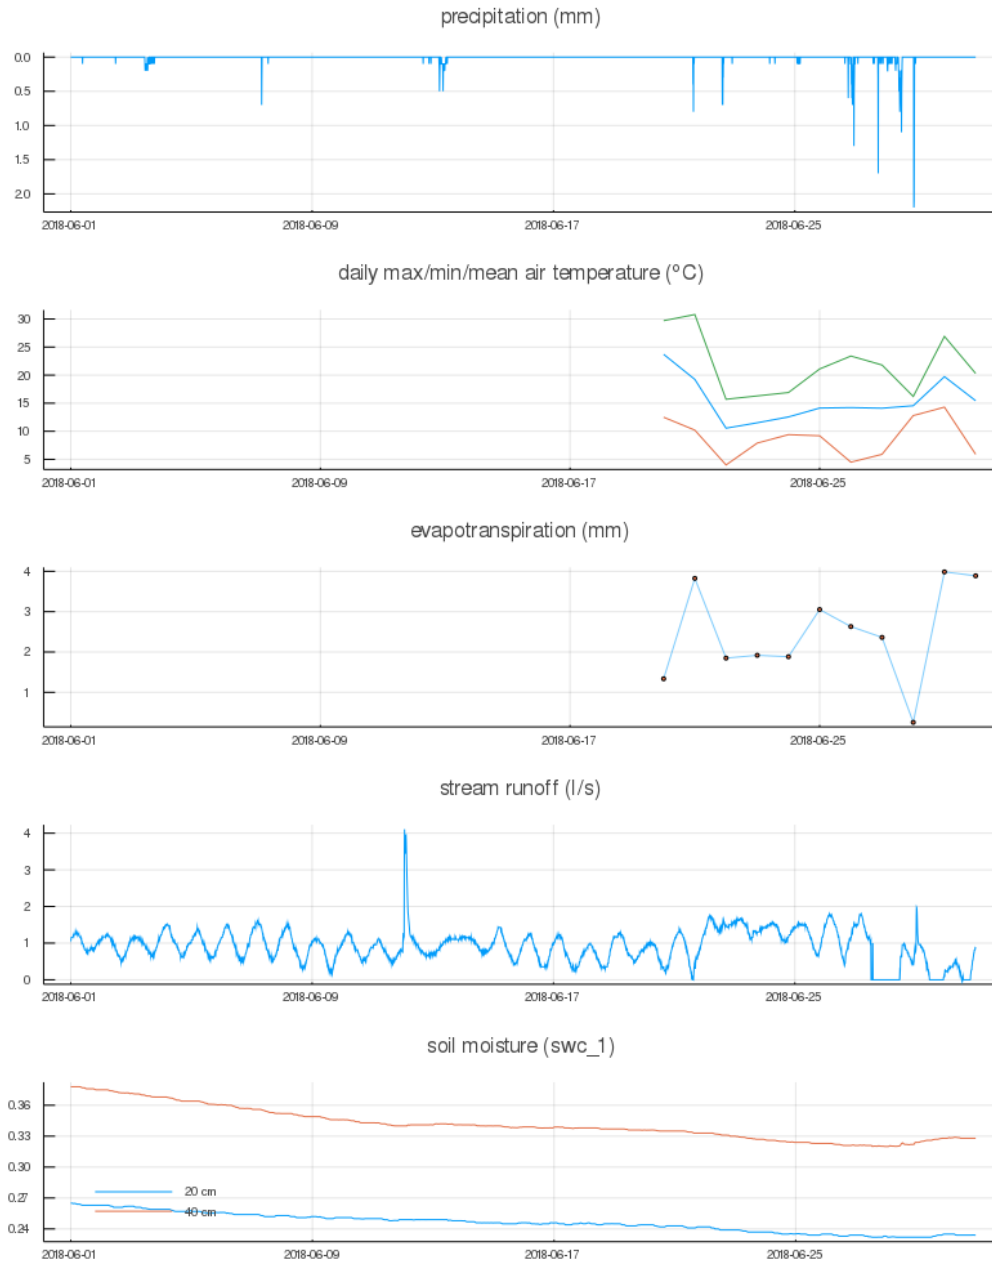 precipitation (mm)
0.0
0.5
1.0
1.5
2.0
2018-06-01 2018-06-09 2018-06-17 2018-06-25
daily max/min/mean air temperature (ºC)
30
25
20
15
10
5
2018-06-01 2018-06-09 2018-06-17 2018-06-25
evapotranspiration (mm)
4
3
2
1
2018-06-01 2018-06-09 2018-06-17 2018-06-25
stream runoff (l/s)
4
3
2
1
0
2018-06-01 2018-06-09 2018-06-17 2018-06-25
soil moisture (swc_1)
0.36
0.33
0.30
0.27
0.24
20 cm
40 cm
2018-06-01 2018-06-09 2018-06-17 2018-06-25